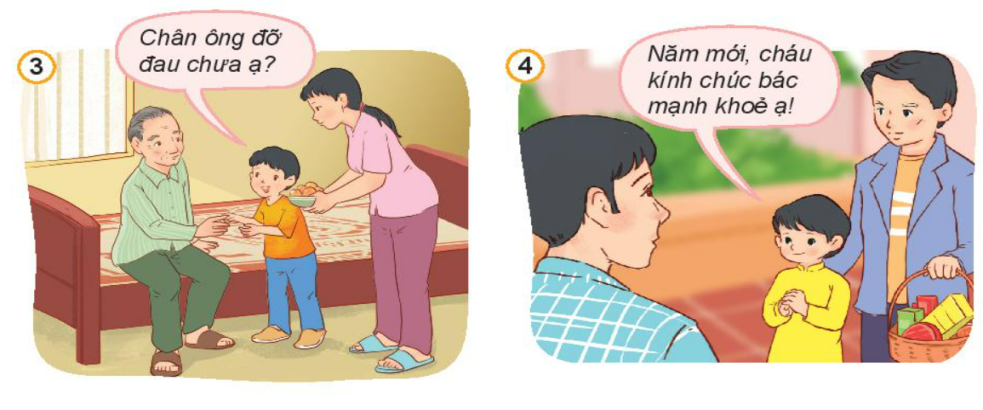 3
Chân ông đỡ
đau chưa ạ?
4
Năm mới, cháu
kính chúc bác
mạnh khoẻ ạ!